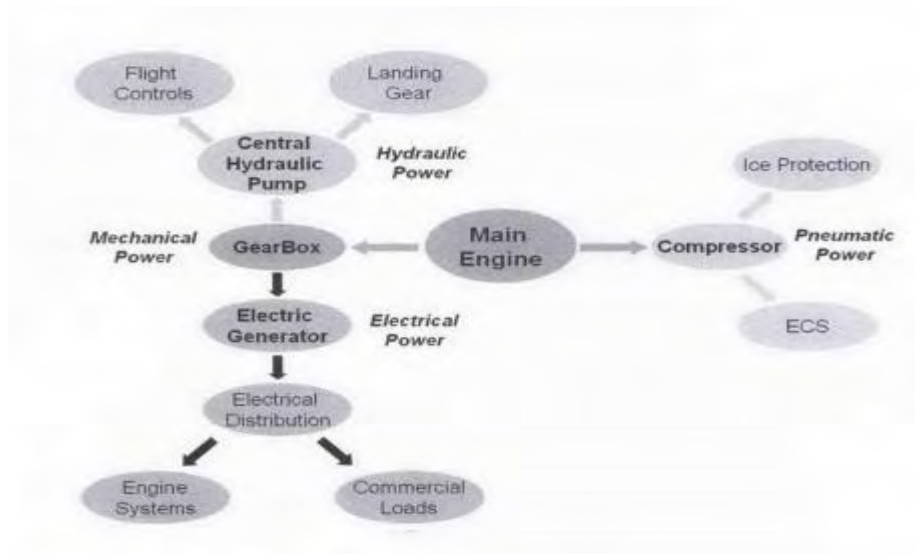 Flight
Controls
Landing
Gear
Central
Hydraulic
Pump
Hydraulic
Power
Ice Protection
Mechanical
Power
GearBox
Main
Engine
Compressor
Pneumatic
Power
Electric
Generator
Electrical
Power
ECS
Electrical
Distribution
Engine
Systems
Commercial
Loads